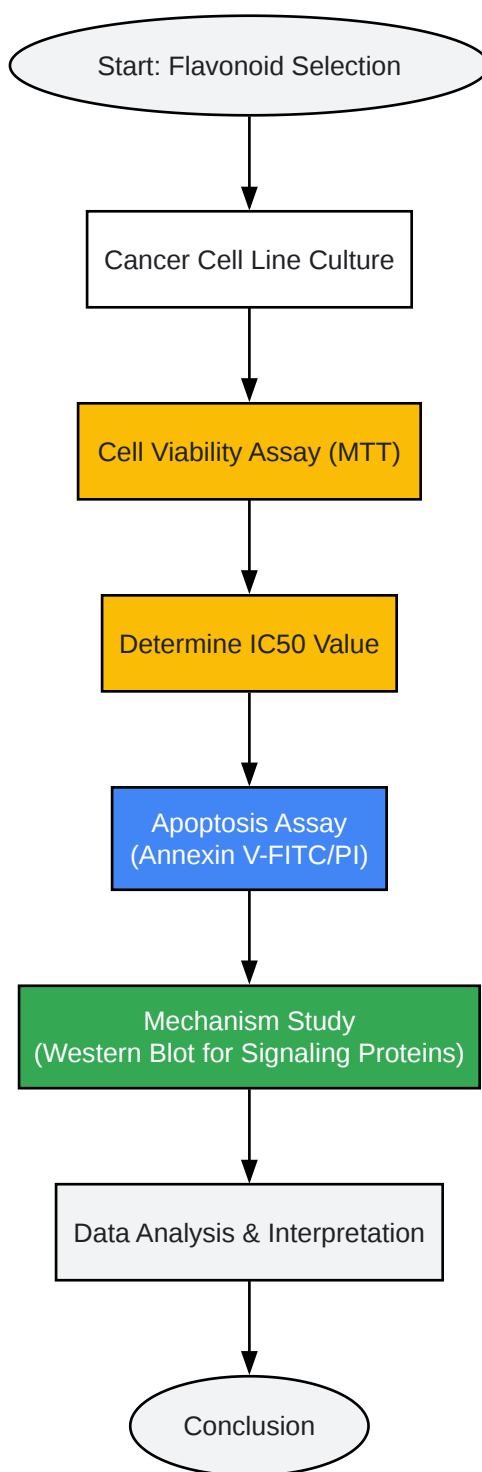 Start: Flavonoid Selection
Cancer Cell Line Culture
Cell Viability Assay (MTT)
Determine IC50 Value
Apoptosis Assay
(Annexin V-FITC/PI)
Mechanism Study
(Western Blot for Signaling Proteins)
Data Analysis & Interpretation
Conclusion